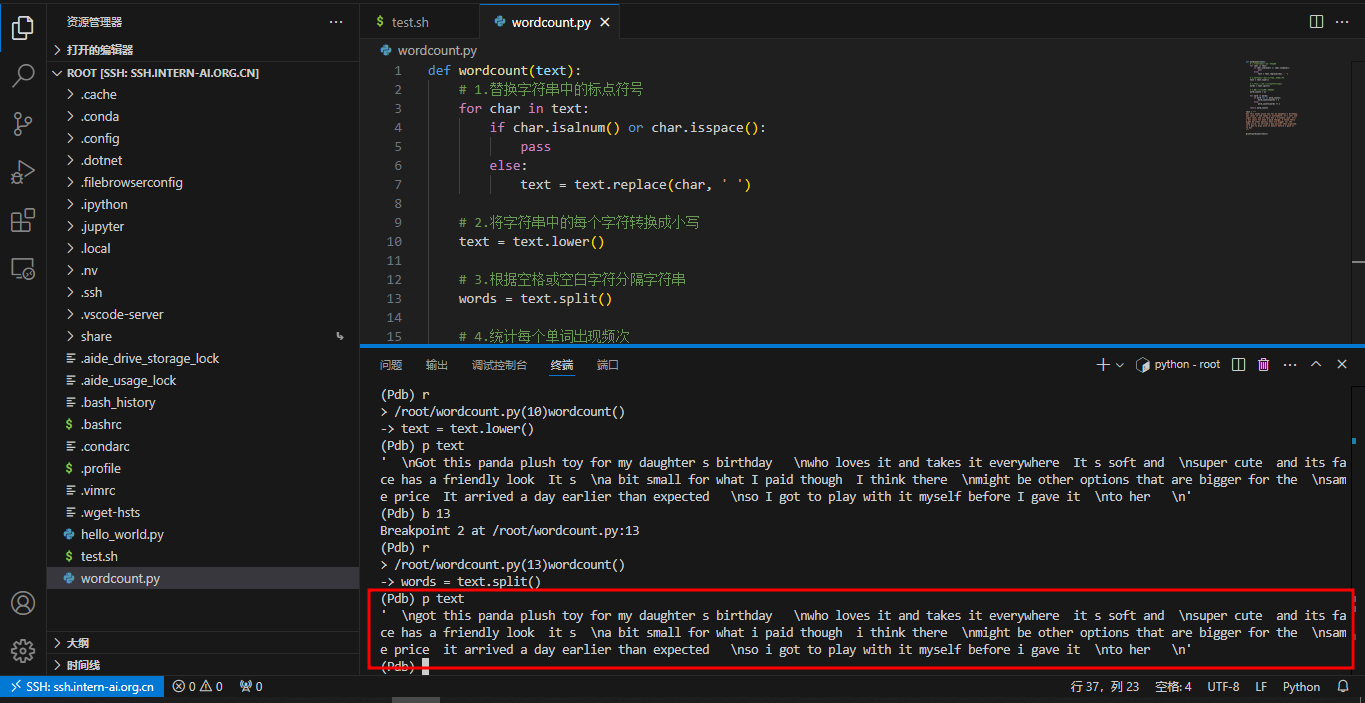 资源管理器
打开的编辑器
ROOT [SSH: SSH.INTERN-AI.ORG.CN]
.cache
.conda
.config
.dotnet
.filebrowserconfig
.ipython
.jupyter
.local
.nv
.ssh
.vscode-server
share
.aide_drive_storage_lock
.aide_usage_lock
.bash_history
$ .bashrc
.condarc
$ .profile
.vimrc
.wget-hsts
hello_world.py
$ test.sh
wordcount.py
大纲
时间线
$ test.sh
wordcount.py
wordcount.py
1 def wordcount(text):
2 # 1.替换字符串中的标点符号
3 for char in text:
4 if char.isalnum() or char.isspace():
5 pass
6 else:
7 text = text.replace(char, ' ')
8
9 # 2.将字符串中的每个字符转换成小写
10 text = text.lower()
11
12 # 3.根据空格或空白字符分隔字符串
13 words = text.split()
14
15 # 4.统计每个单词出现频次
问题 输出 调试控制台 终端 端口 python - root
(Pdb) r
> /root/wordcount.py(10)wordcount()
-> text = text.lower()
(Pdb) p text
'  \nGot this panda plush toy for my daughter s birthday   \nwho loves it and takes it everywhere  It s soft and  \nsuper cute  and its fa
ce has a friendly look  It s  \na bit small for what I paid though  I think there  \nmight be other options that are bigger for the  \nsam
e price  It arrived a day earlier than expected   \nso I got to play with it myself before I gave it  \nto her   \n'
(Pdb) b 13
Breakpoint 2 at /root/wordcount.py:13
(Pdb) r
> /root/wordcount.py(13)wordcount()
-> words = text.split()
(Pdb) p text
'  \ngot this panda plush toy for my daughter s birthday   \nwho loves it and takes it everywhere  it s soft and  \nsuper cute  and its fa
ce has a friendly look  it s  \na bit small for what i paid though  i think there  \nmight be other options that are bigger for the  \nsam
e price  it arrived a day earlier than expected   \nso i got to play with it myself before i gave it  \nto her   \n'
(Pdb)
SSH: ssh.intern-ai.org.cn 0 0 0 行 37，列 23 空格: 4 UTF-8 LF Python